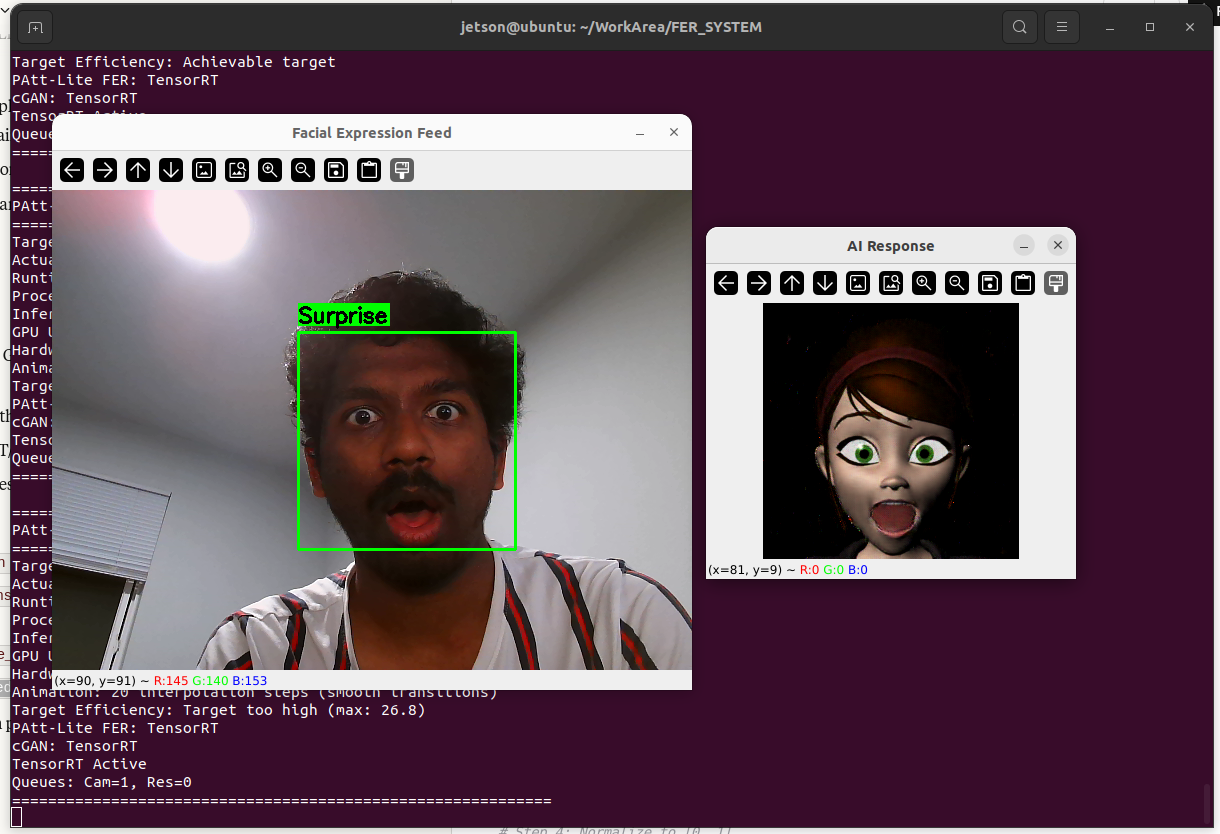 jetson@ubuntu: ~/WorkArea/FER_SYSTEM
Target Efficiency: Achievable target
PAtt-Lite FER: TensorRT
cGAN: TensorRT
TensorRT Active
Queue
=====
=====
PAtt-
=====
Targe
Actua
Runti
Proce
Infer
GPU U
Hardw
Anima
Targe
PAtt-
cGAN:
Tenso
Queue
=====
=====
PAtt-
=====
Targe
Actua
Runti
Proce
Infer
GPU U
Hardw
Animation: 20 interpolation steps (smooth transitions)
Target Efficiency: Target too high (max: 26.8)
PAtt-Lite FER: TensorRT
cGAN: TensorRT
TensorRT Active
Queues: Cam=1, Res=0
============================================================
Facial Expression Feed
Surprise
(x=90, y=91) ~ R:145 G:140 B:153
AI Response
(x=81, y=9) ~ R:0 G:0 B:0
# Step 4: Normalize to [0, 1]